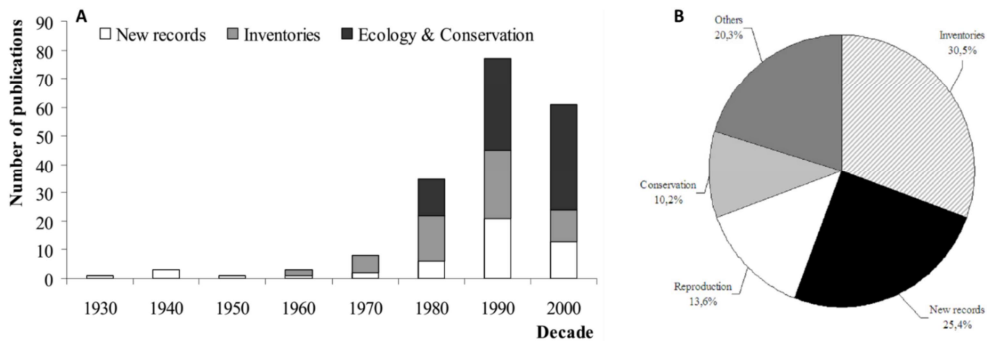 A
New records Inventories Ecology & Conservation
Number of publications
90
80
70
60
50
40
30
20
10
0
1930 1940 1950 1960 1970 1980 1990 2000
Decade
B
Others
20,3%
Inventories
30,5%
Conservation
10,2%
Reproduction
13,6%
New records
25,4%